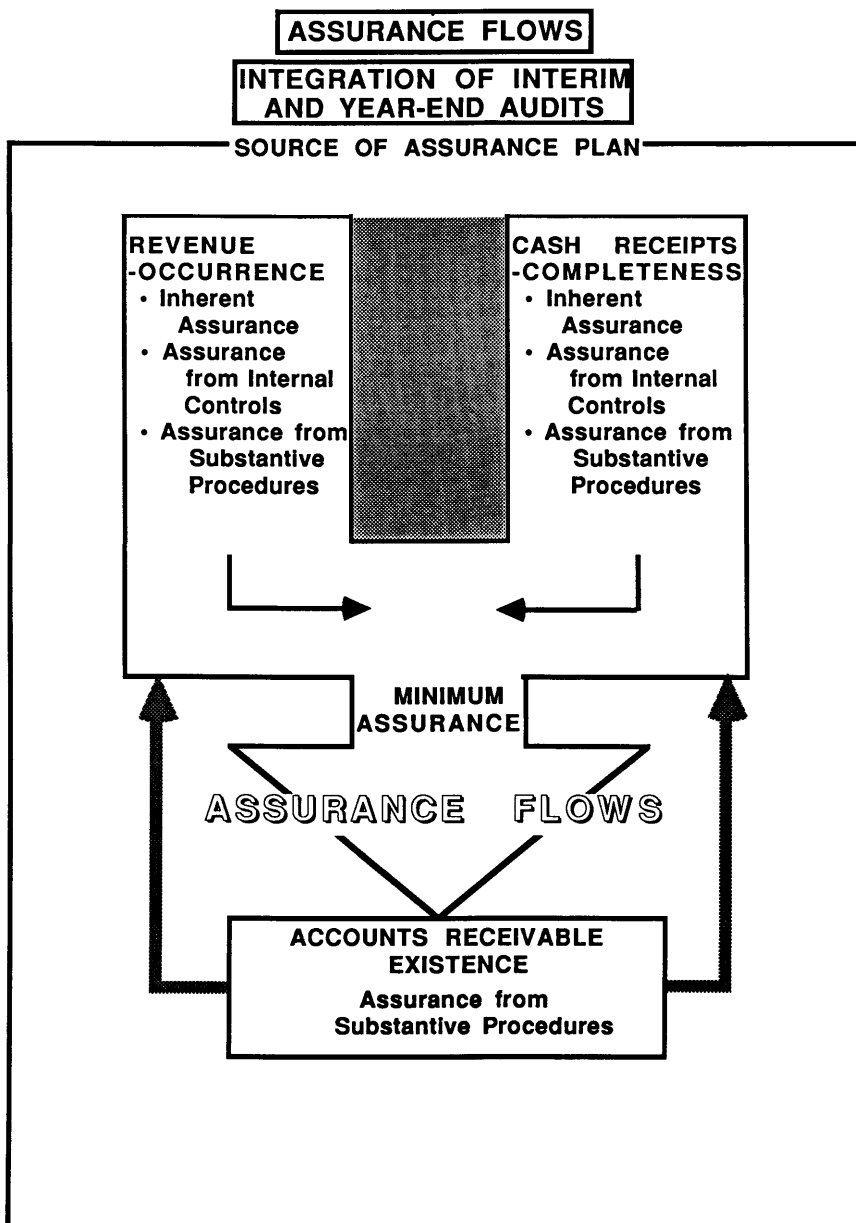 ASSURANCE FLOWS
INTEGRATION OF INTERIM
AND YEAR-END AUDITS
SOURCE OF ASSURANCE PLAN
REVENUE
-OCCURRENCE
• Inherent
Assurance
• Assurance
from Internal
Controls
• Assurance from
Substantive
Procedures
CASH RECEIPTS
-COMPLETENESS
• Inherent
Assurance
• Assurance
from Internal
Controls
• Assurance from
Substantive
Procedures
MINIMUM
ASSURANCE
ASSURANCE FLOWS
ACCOUNTS RECEIVABLE
EXISTENCE
Assurance from
Substantive Procedures